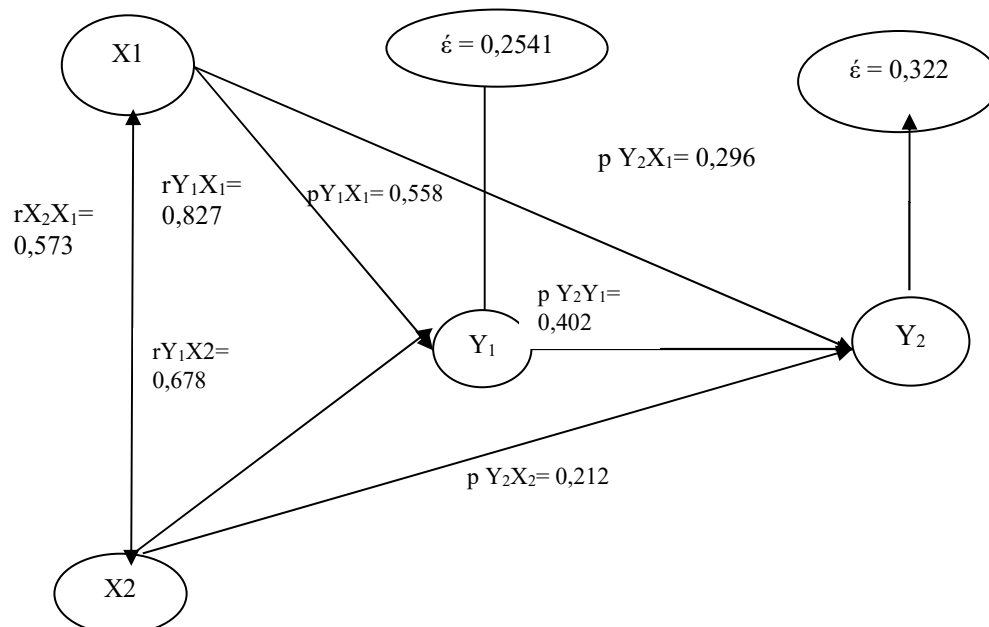 X1
έ = 0,2541
έ = 0,322
p Y₂X₁= 0,296
rY₁X₁=
0,827
pY₁X₁= 0,558
rX₂X₁=
0,573
p Y₂Y₁=
0,402
Y₁
Y₂
rY₁X2=
0,678
p Y₂X₂= 0,212
X2